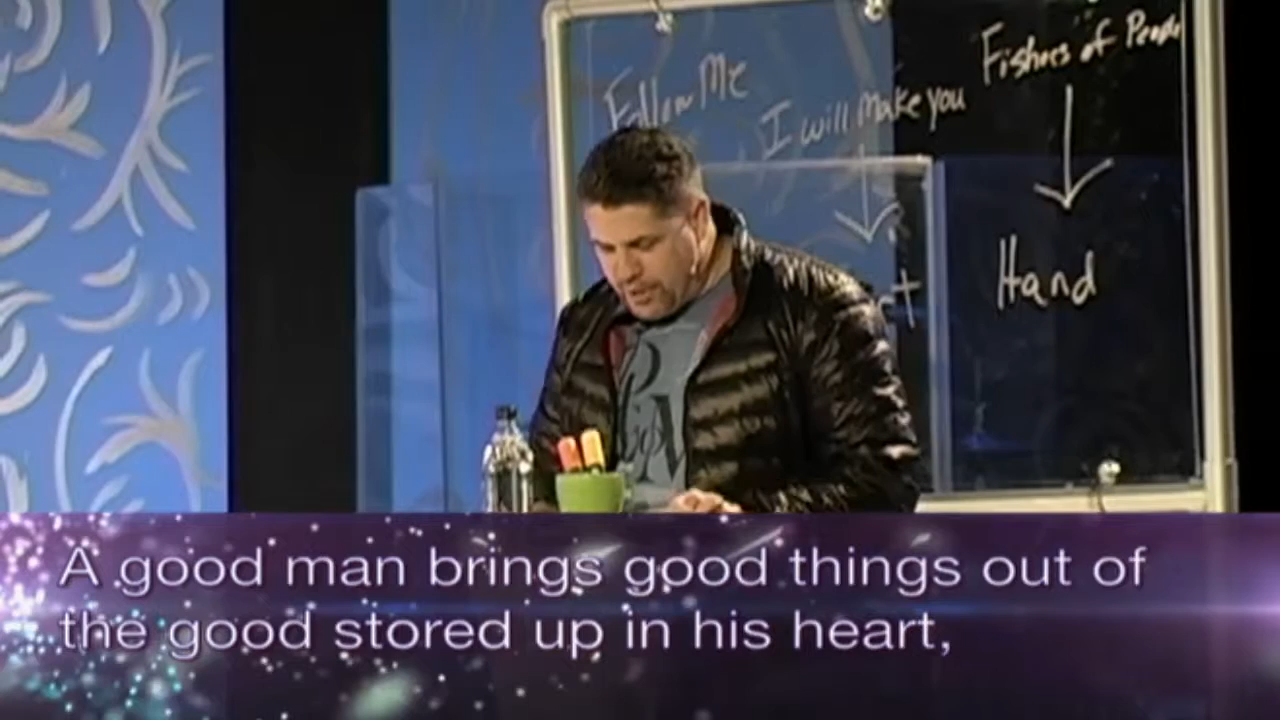 Follow Me
I will Make you
Fishers of People
Hand
A good man brings good things out of
the good stored up in his heart,